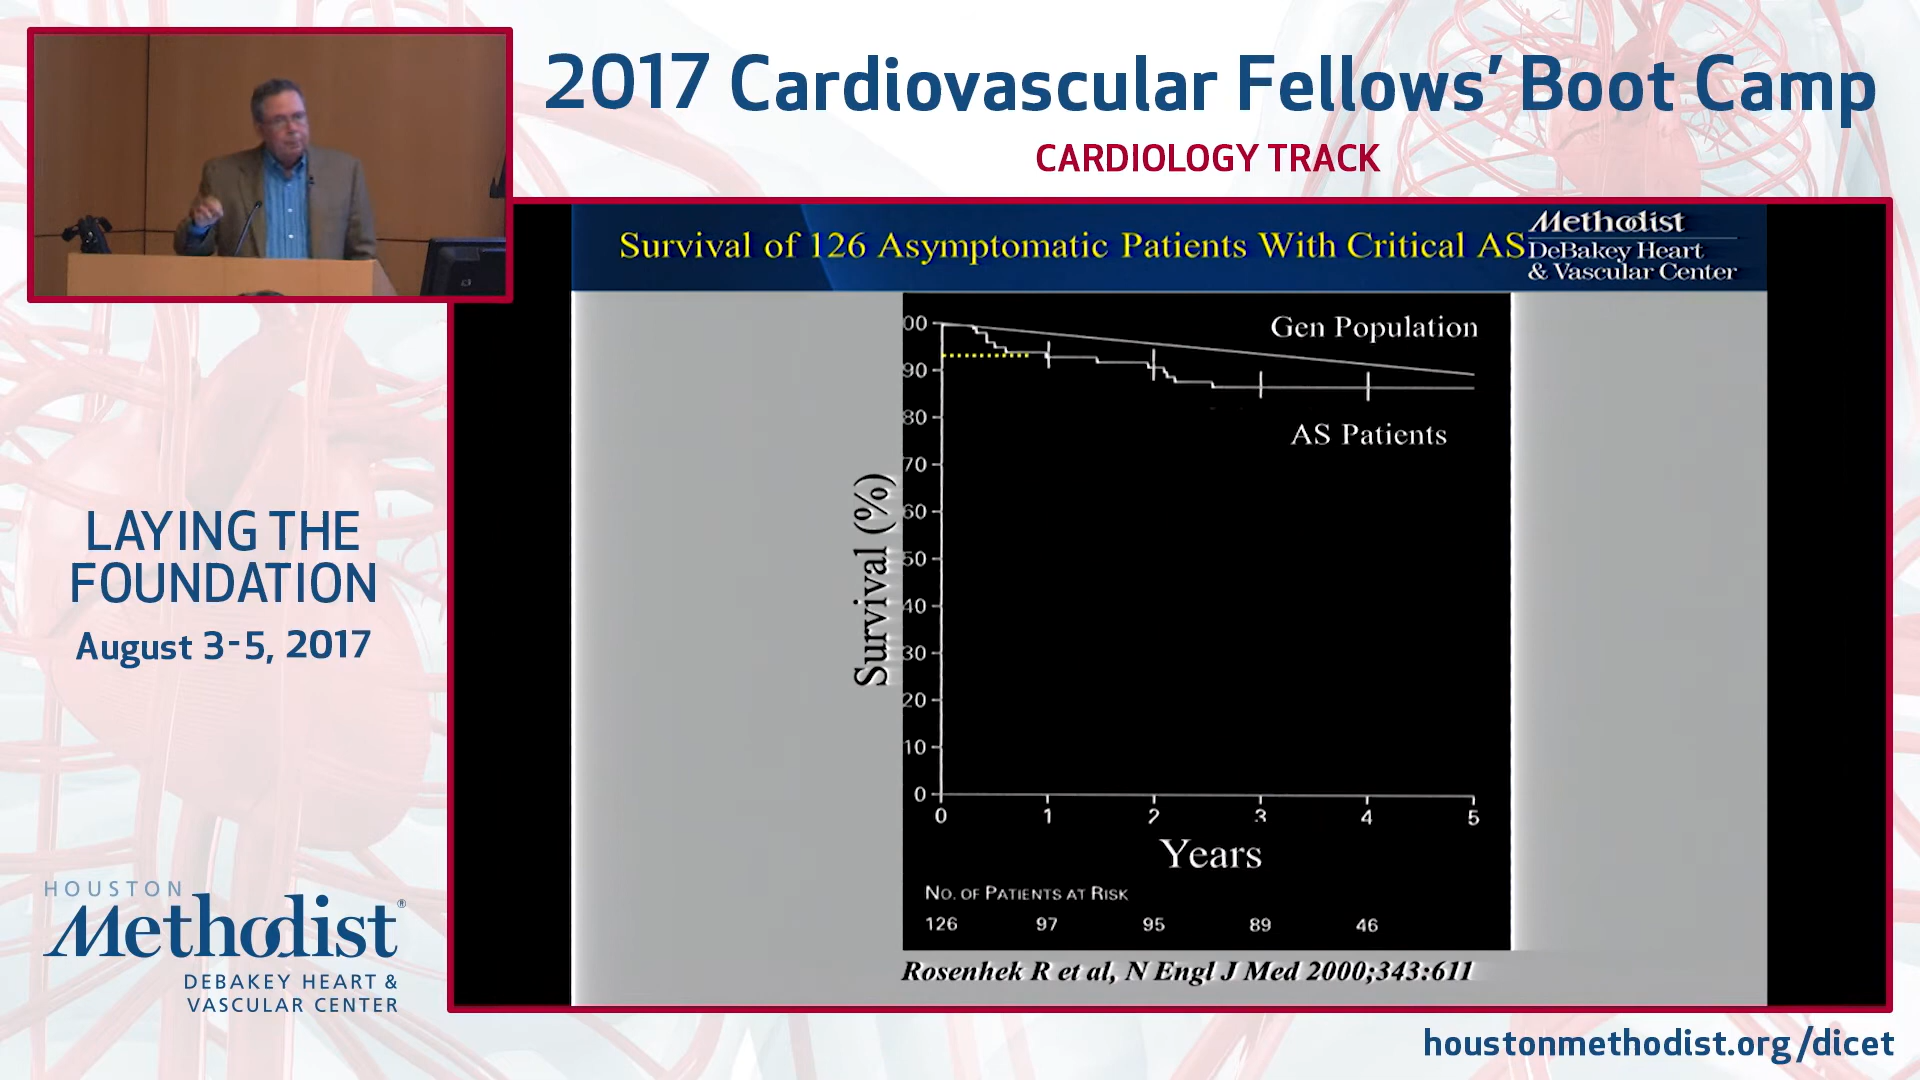 2017 Cardiovascular Fellows' Boot Camp
CARDIOLOGY TRACK
Survival of 126 Asymptomatic Patients With Critical AS
Methodist
DeBakey Heart
& Vascular Center
Gen Population
AS Patients
Survival (%)
00
90
80
70
60
50
40
30
20
10
0
0 1 2 3 4 5
Years
NO. OF PATIENTS AT RISK
126 97 95 89 46
Rosenhek R et al, N Engl J Med 2000;343:611
LAYING THE
FOUNDATION
August 3-5, 2017
HOUSTON
Methodist®
DEBAKEY HEART &
VASCULAR CENTER
houstonmethodist.org/dicet